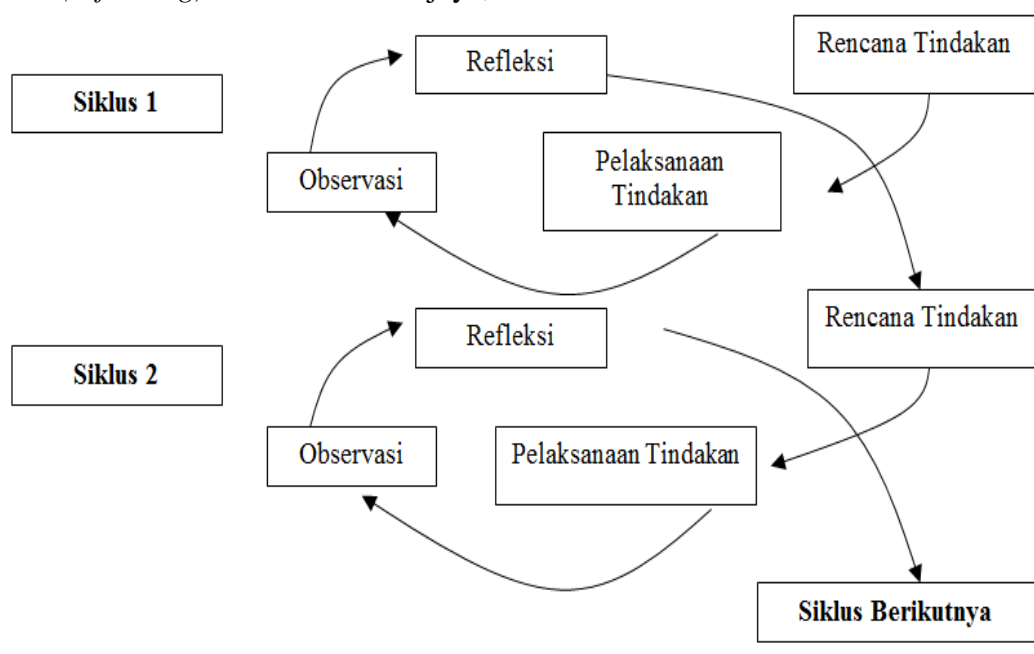 Rencana Tindakan
Refleksi
Siklus 1
Pelaksanaan
Tindakan
Observasi
Rencana Tindakan
Refleksi
Siklus 2
Observasi
Pelaksanaan Tindakan
Siklus Berikutnya